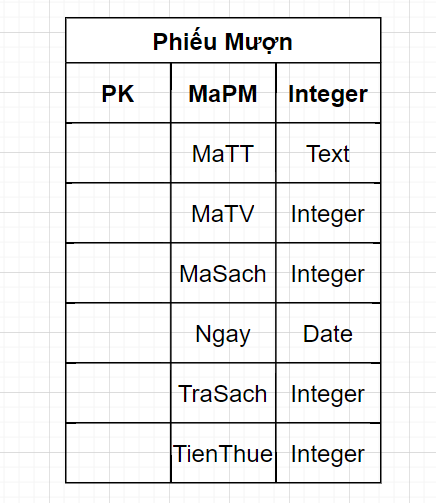 Phiếu Mượn
PK MaPM Integer
MaTT Text
MaTV Integer
MaSach Integer
Ngay Date
TraSach Integer
TienThue Integer